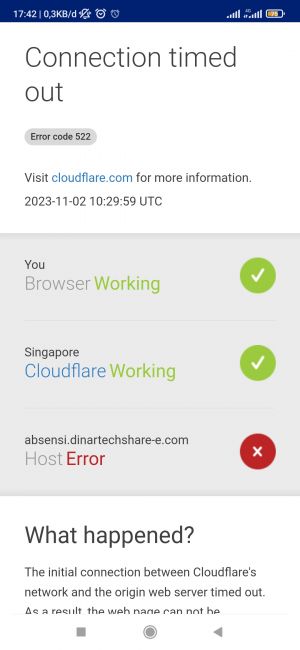 17:42 | 0,3KB/d
4G
75
Connection timed
out
Error code 522
Visit cloudflare.com for more information.
2023-11-02 10:29:59 UTC
You
Browser Working
Singapore
Cloudflare Working
absensi.dinartechshare-e.com
Host Error
What happened?
The initial connection between Cloudflare's
network and the origin web server timed out.
As a result, the web page can not be